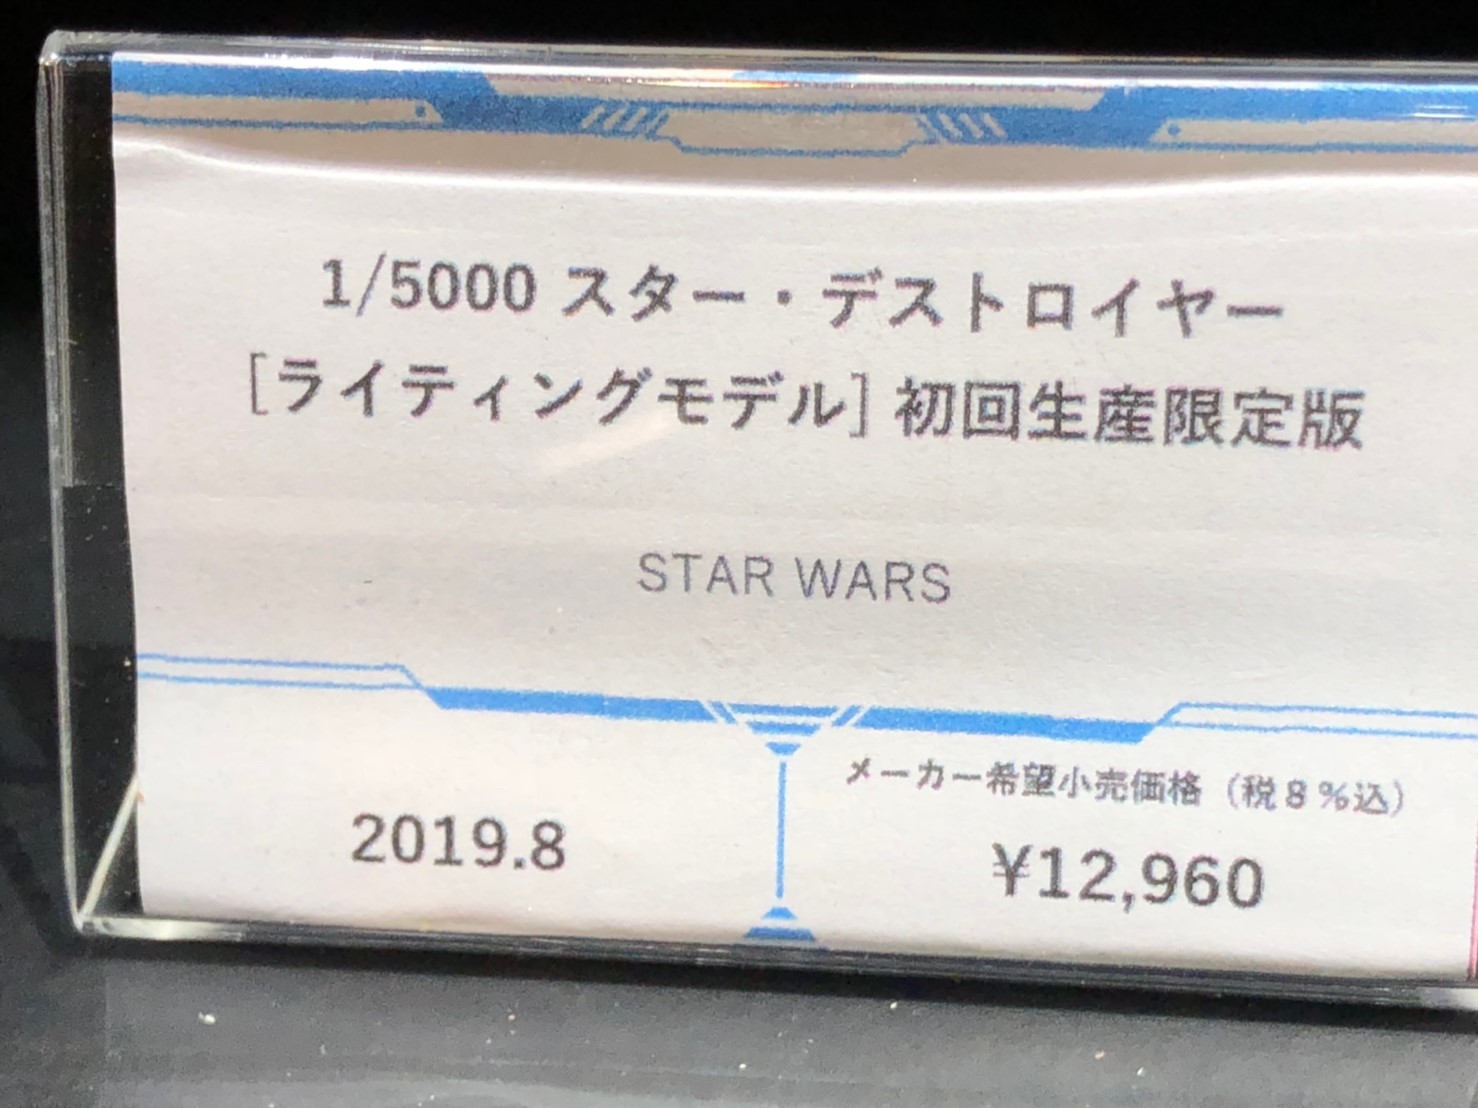 1/5000 スター・デストロイヤー
[ライティングモデル] 初回生産限定版
STAR WARS
2019.8
メーカー希望小売価格（税８％込）
¥12,960